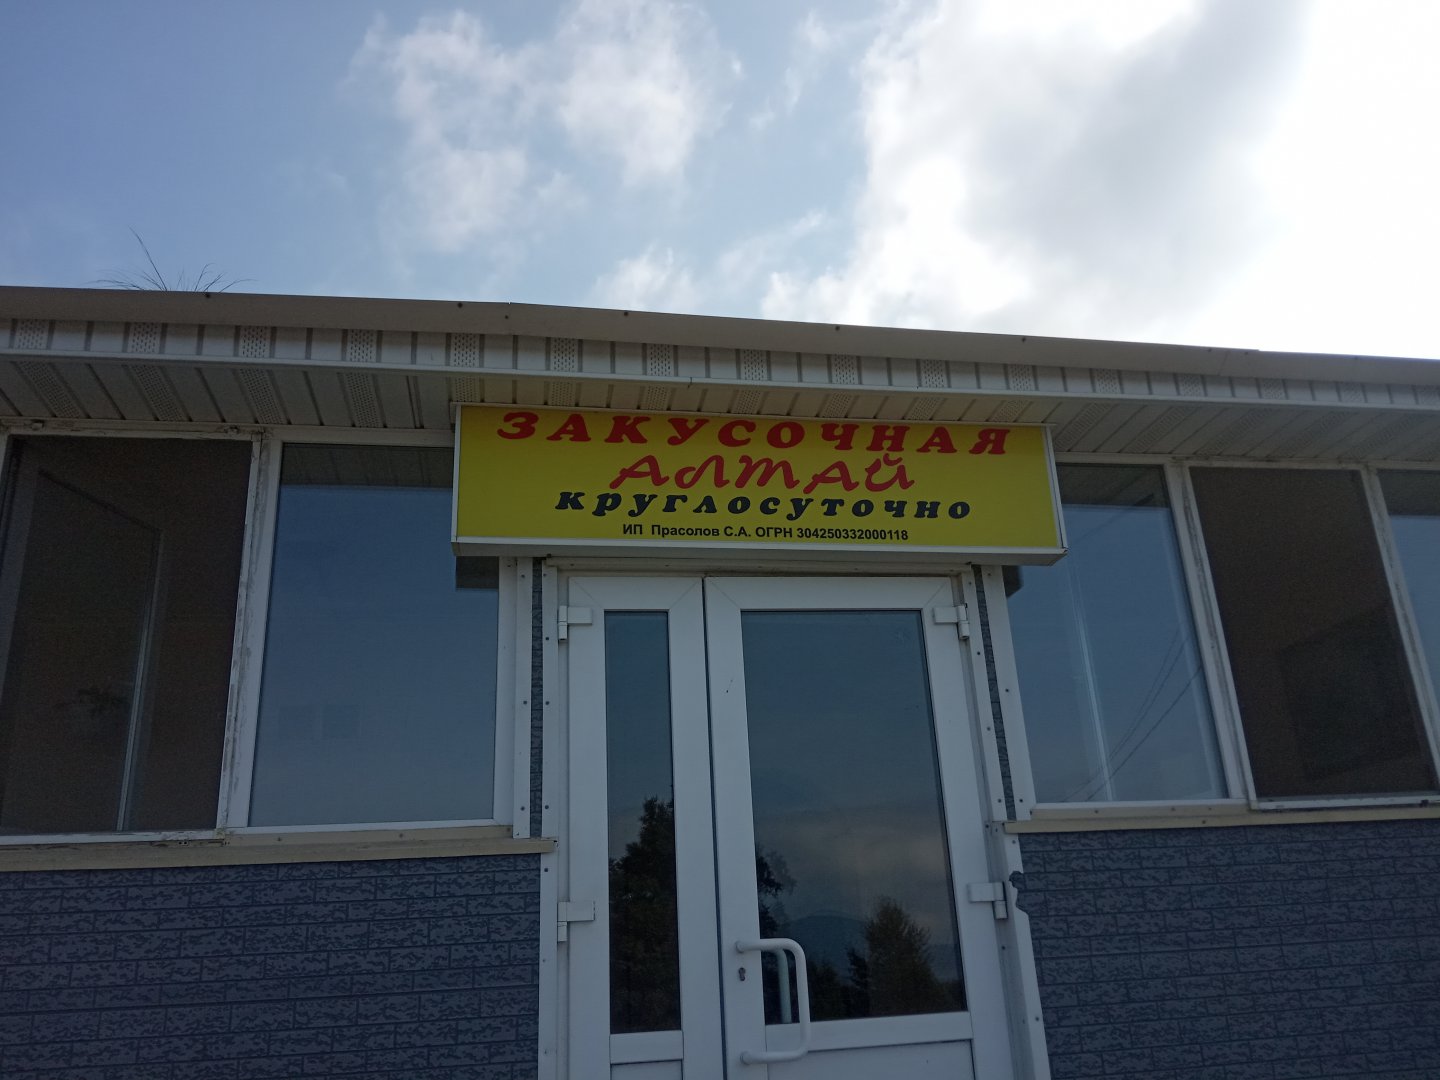 ЗАКУСОЧНАЯ
АЛТАЙ
круглосуточно
ИП Прасолов С.А. ОГРН 304250332000118